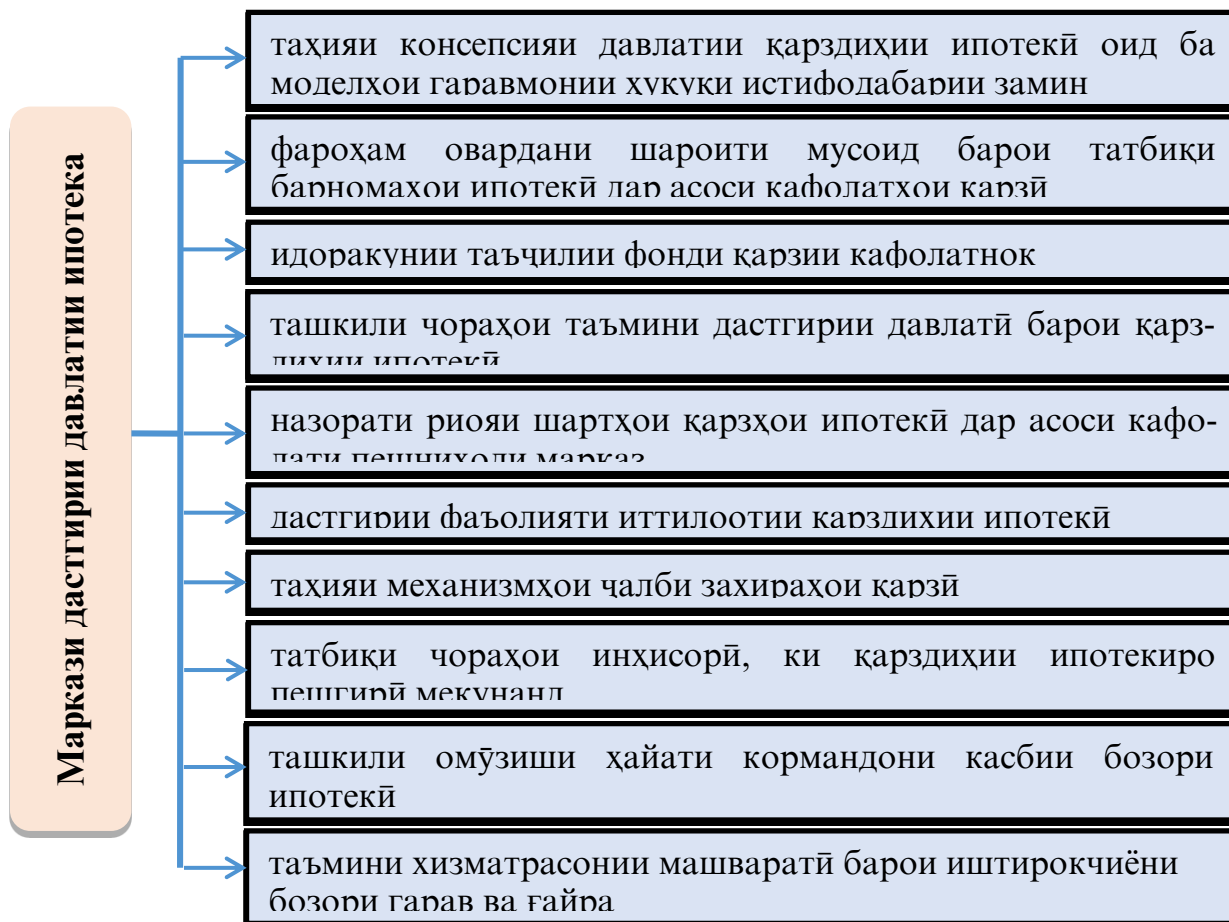 Маркази дастгирии давлатии ипотека
таҳияи консепсияи давлатии қарздиҳии ипотекӣ оид ба
моделҳои гаравмонии ҳуқуқи истифодабарии замин
фароҳам овардани шароити мусоид барои татбиқи
барномаҳои ипотекӣ дар асоси кафолатҳои қарзӣ
идоракунии таъҷилии фонди қарзии кафолатнок
ташкили чораҳои таъмини дастгирии давлатӣ барои қарз-
диҳии ипотекӣ
назорати риояи шартҳои қарзҳои ипотекӣ дар асоси кафо-
лати пешниҳоди марказ
дастгирии фаъолияти иттилоотии қарздиҳии ипотекӣ
таҳияи механизмҳои ҷалби захираҳои қарзӣ
татбиқи чораҳои инҳисорӣ, ки қарздиҳии ипотекиро
пешгирӣ мекунанд
ташкили омӯзиши ҳайати кормандони касбии бозори
ипотекӣ
таъмини хизматрасонии машваратӣ барои иштирокчиёни
бозори гарав ва ғайра